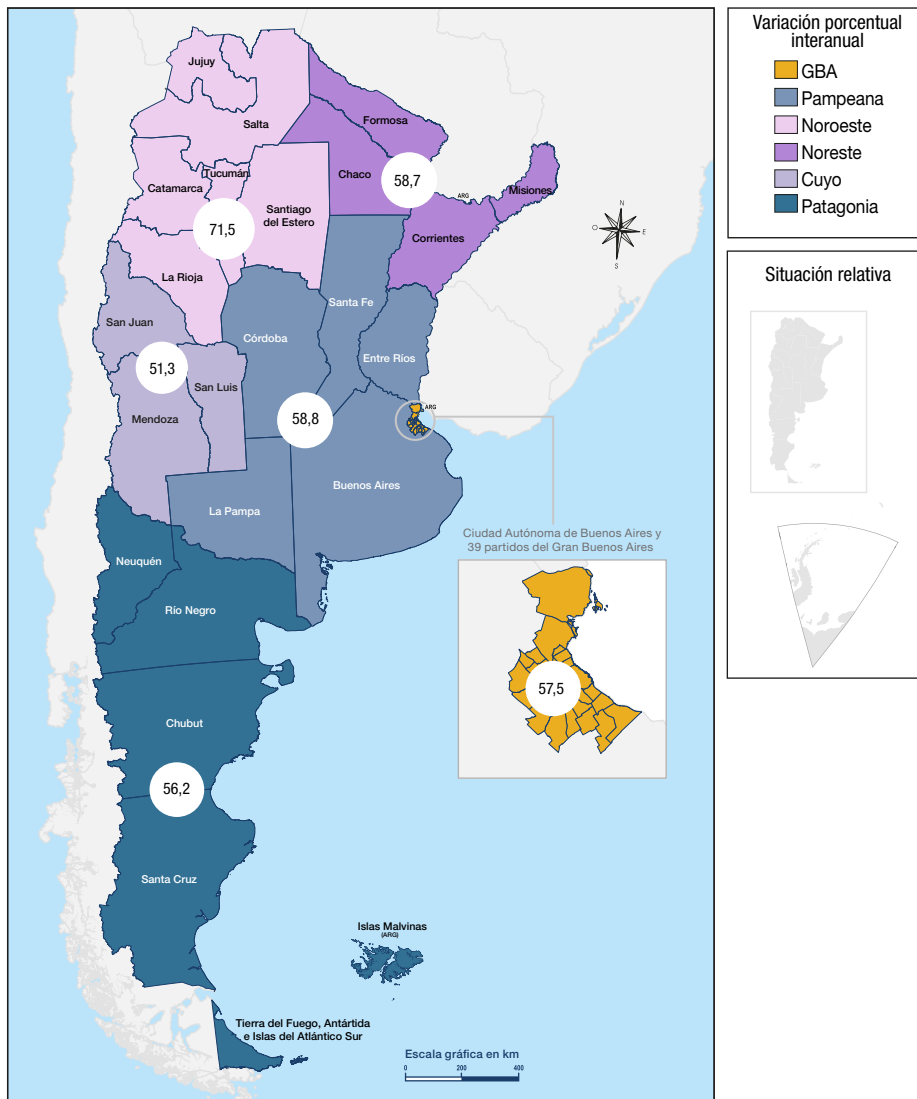 Variación porcentual
interanual
GBA
Pampeana
Noroeste
Noreste
Cuyo
Patagonia
Situación relativa
Jujuy
Formosa
Salta
Chaco
58,7
Tucumán
Catamarca
ARG
Misiones
Santiago
del Estero
71,5
N
O
E
S
Corrientes
La Rioja
Santa Fe
San Juan
Córdoba
Entre Ríos
51,3
San Luis
ARG
Mendoza
58,8
Buenos Aires
La Pampa
Ciudad Autónoma de Buenos Aires y
39 partidos del Gran Buenos Aires
Neuquén
Río Negro
57,5
Chubut
56,2
Santa Cruz
Islas Malvinas
(ARG)
Tierra del Fuego, Antártida
e Islas del Atlántico Sur
Escala gráfica en km
0 200 400